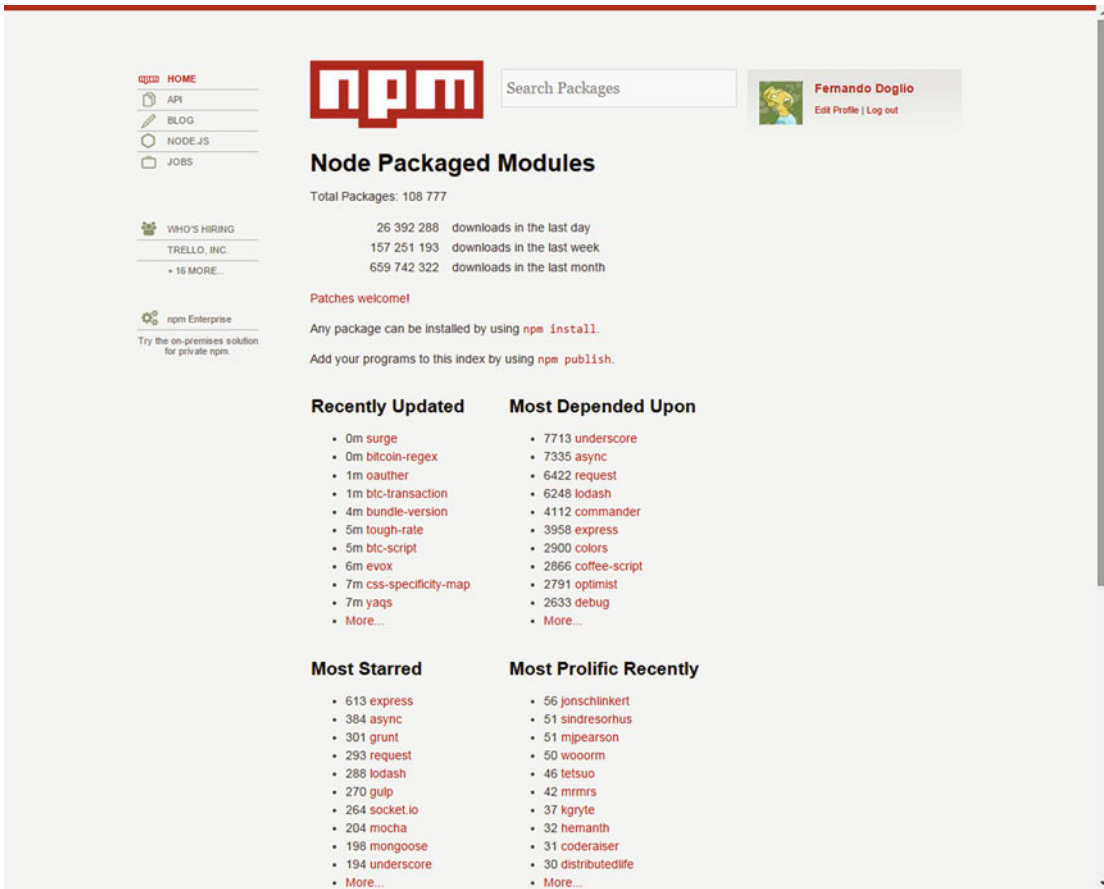 npm HOME
API
BLOG
NODE.JS
JOBS
WHO'S HIRING
TRELLO, INC.
+ 16 MORE...
npm Enterprise
Try the on-premises solution
for private npm.
npm
Search Packages
Fernando Doglio
Edit Profile | Log out
Node Packaged Modules
Total Packages: 108 777
26 392 288 downloads in the last day
157 251 193 downloads in the last week
659 742 322 downloads in the last month
Patches welcome!
Any package can be installed by using npm install.
Add your programs to this index by using npm publish.
Recently Updated
• 0m surge
• 0m bitcoin-regex
• 1m oauther
• 1m btc-transaction
• 4m bundle-version
• 5m tough-rate
• 5m btc-script
• 6m evox
• 7m css-specificity-map
• 7m yaqs
• More...
Most Depended Upon
• 7713 underscore
• 7335 async
• 6422 request
• 6248 lodash
• 4112 commander
• 3958 express
• 2900 colors
• 2866 coffee-script
• 2791 optimist
• 2633 debug
• More...
Most Starred
• 613 express
• 384 async
• 301 grunt
• 293 request
• 288 lodash
• 270 gulp
• 264 socket.io
• 204 mocha
• 198 mongoose
• 194 underscore
• More...
Most Prolific Recently
• 56 jonschlinkert
• 51 sindresorhus
• 51 mjpearson
• 50 wooorm
• 46 tetsuo
• 42 mrmrs
• 37 kgryte
• 32 hemanth
• 31 coderaiser
• 30 distributedlife
• More...